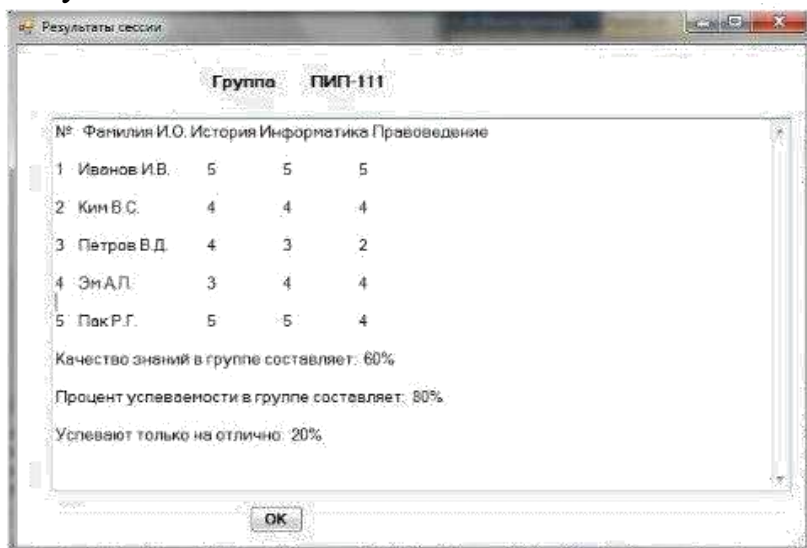 Результаты сессии
Группа ПИП-111
№ Фамилия И.О. История Информатика Правоведение
1 Иванов И.В. 5 5 5
2 Ким В.С. 4 4 4
3 Петров В.Д. 4 3 2
4 Эм А.Л. 3 4 4
5 Пак Р.Г. 5 5 4
Качество знаний в группе составляет: 60%
Процент успеваемости в группе составляет: 80%
Успевают только на отлично: 20%
OK